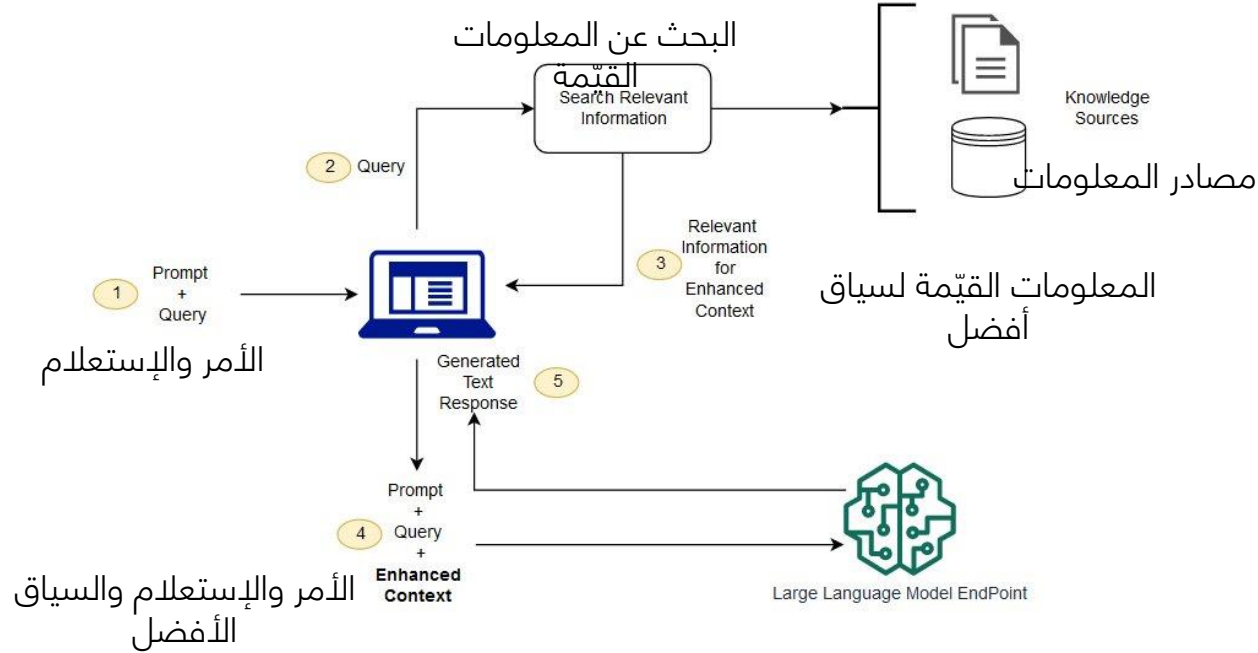 البحث عن المعلومات
القيّمة
Search Relevant
Information
Knowledge
Sources
مصادر المعلومات
2 Query
Relevant
Information
for
Enhanced
Context
3
المعلومات القيّمة لسياق
أفضل
1
Prompt
+
Query
الأمر والإستعلام
Generated
Text
Response
5
Prompt
+
Query
+
Enhanced
Context
4
الأمر والإستعلام والسياق
الأفضل
Large Language Model EndPoint